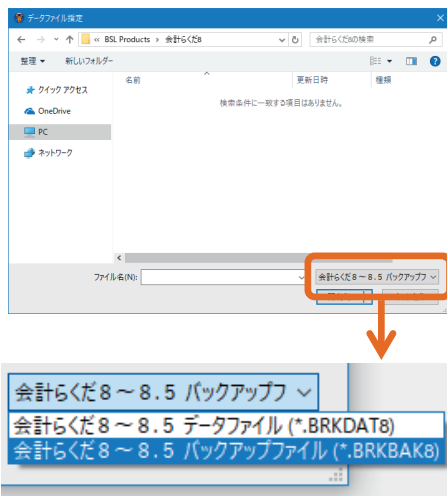 データファイル指定
« BSL Products › 会計らくだ8
会計らくだ8の検索
整理 新しいフォルダー
名前 更新日時 種類
クイック アクセス
検索条件に一致する項目はありません。
OneDrive
PC
ネットワーク
ファイル名(N):
会計らくだ8～8.5 バックアップフ
会計らくだ8～8.5 バックアップフ
会計らくだ8～8.5 データファイル (*.BRKDAT8)
会計らくだ8～8.5 バックアップファイル (*.BRKBAK8)